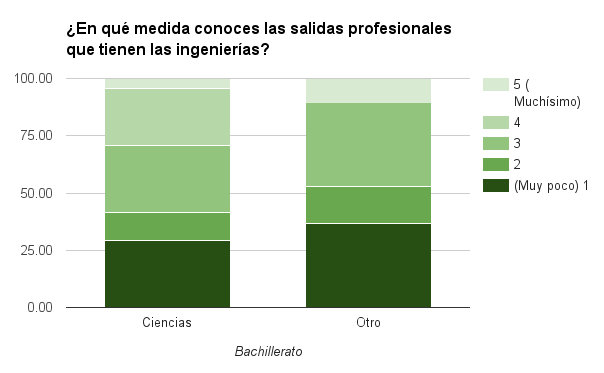 ¿En qué medida conoces las salidas profesionales
que tienen las ingenierías?
100.00
75.00
50.00
25.00
0.00
Ciencias
Otro
Bachillerato
5 (
Muchísimo)
4
3
2
(Muy poco) 1